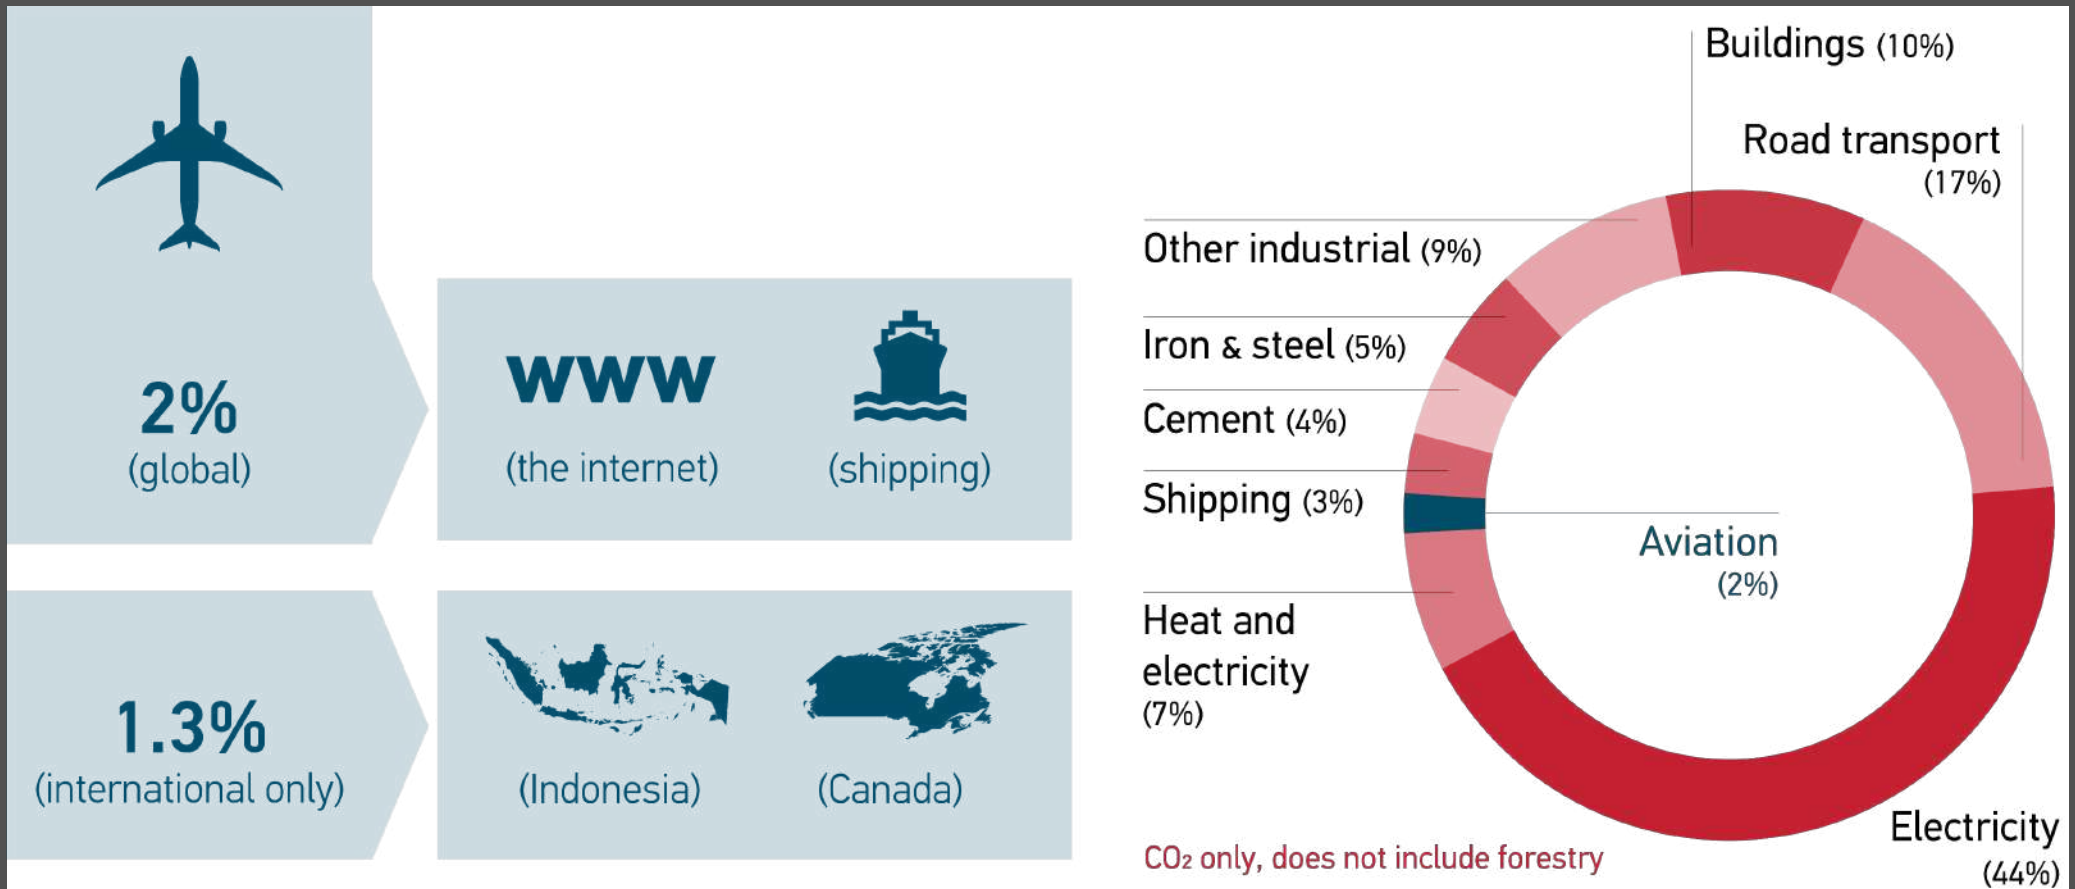 2%
(global)
www
(the internet)
(shipping)
1.3%
(international only)
(Indonesia)
(Canada)
Buildings (10%)
Road transport
(17%)
Other industrial (9%)
Iron & steel (5%)
Cement (4%)
Shipping (3%)
Aviation
(2%)
Heat and
electricity
(7%)
Electricity
(44%)
CO₂ only, does not include forestry